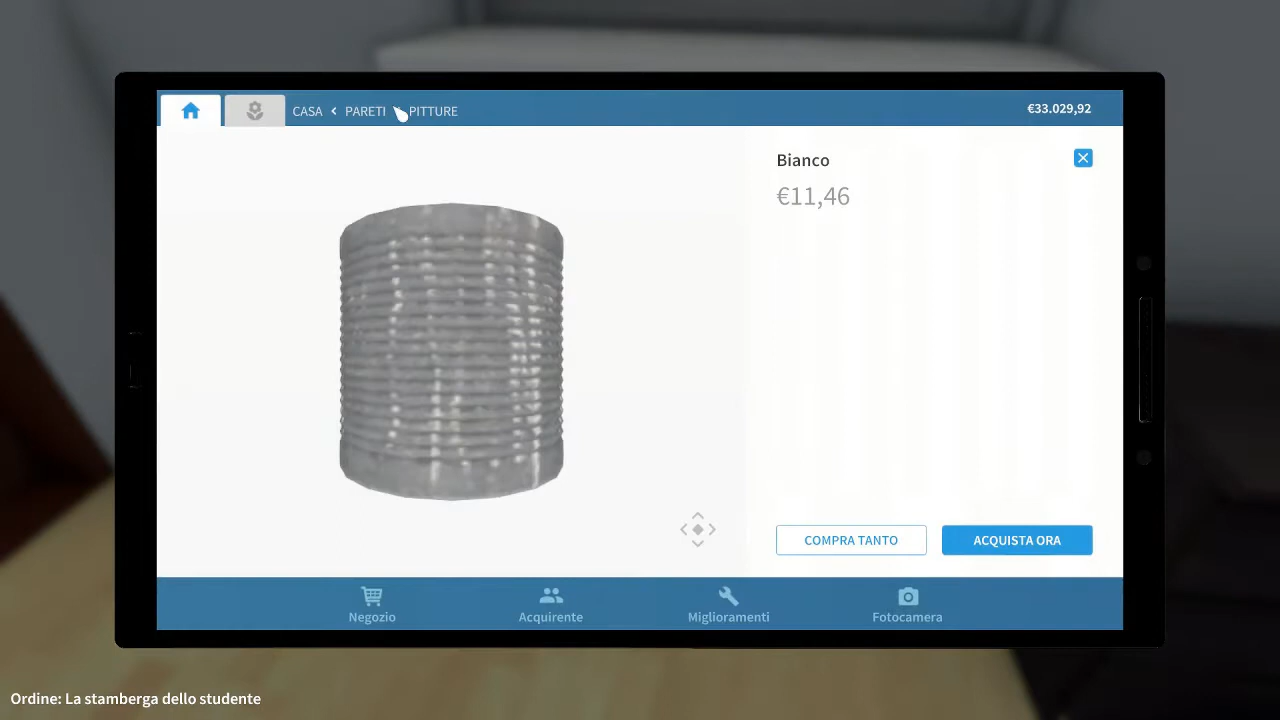 CASA < PARETI < PITTURE
€33.029,92
Bianco
€11,46
COMPRA TANTO
ACQUISTA ORA
Negozio
Acquirente
Miglioramenti
Fotocamera
Ordine: La stamberga dello studente